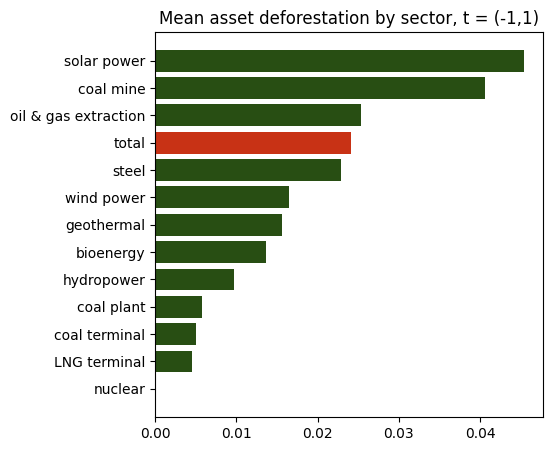 Mean asset deforestation by sector, t = (-1,1)
solar power
coal mine
oil & gas extraction
total
steel
wind power
geothermal
bioenergy
hydropower
coal plant
coal terminal
LNG terminal
nuclear
0.00 0.01 0.02 0.03 0.04